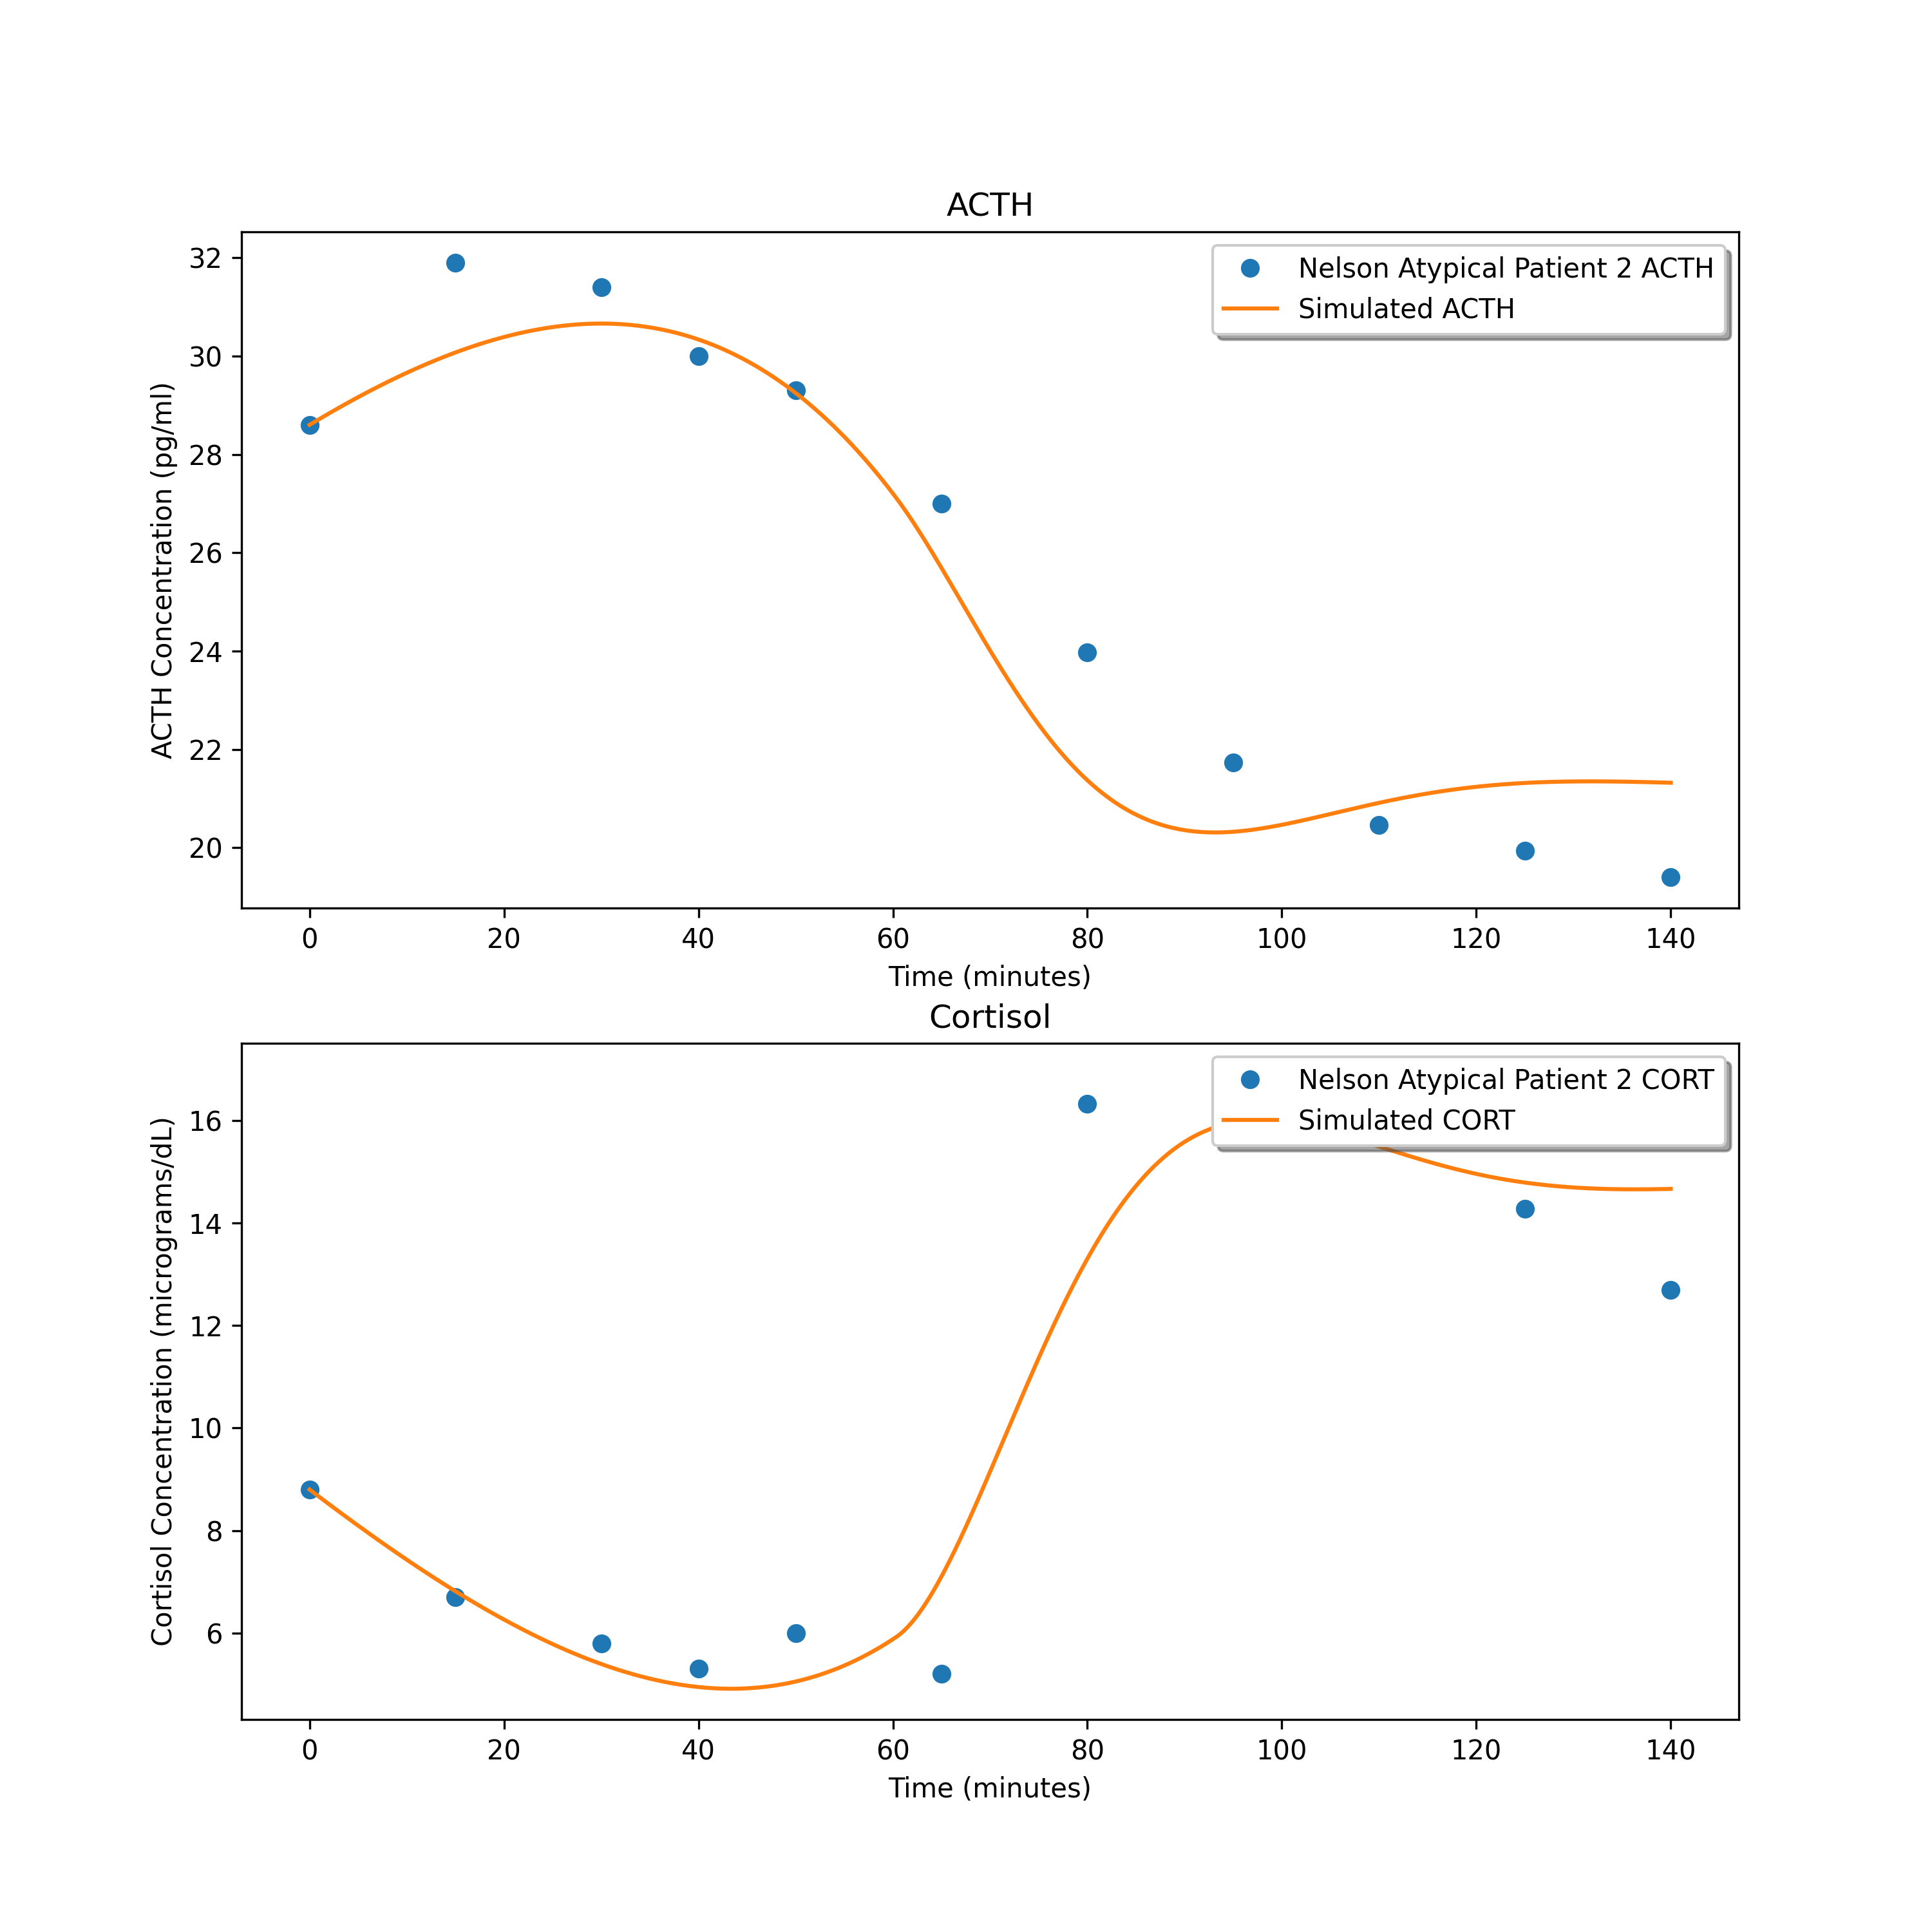 ACTH
32
30
28
26
24
22
20
ACTH Concentration (pg/ml)
Nelson Atypical Patient 2 ACTH
Simulated ACTH
0 20 40 60 80 100 120 140
Time (minutes)
Cortisol
16
14
12
10
8
6
Cortisol Concentration (micrograms/dL)
Nelson Atypical Patient 2 CORT
Simulated CORT
0 20 40 60 80 100 120 140
Time (minutes)